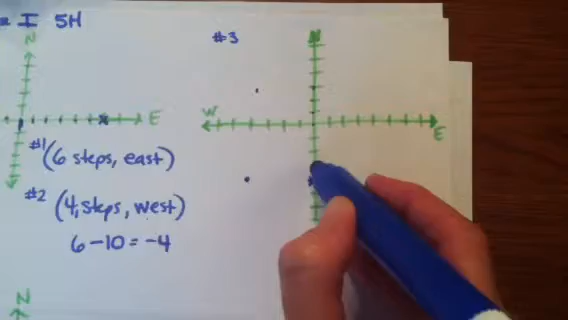 I 5H
N
E
#1 (6 steps, east)
#2 (4, steps, west)
6 - 10 = -4
N
#3
N
W
E